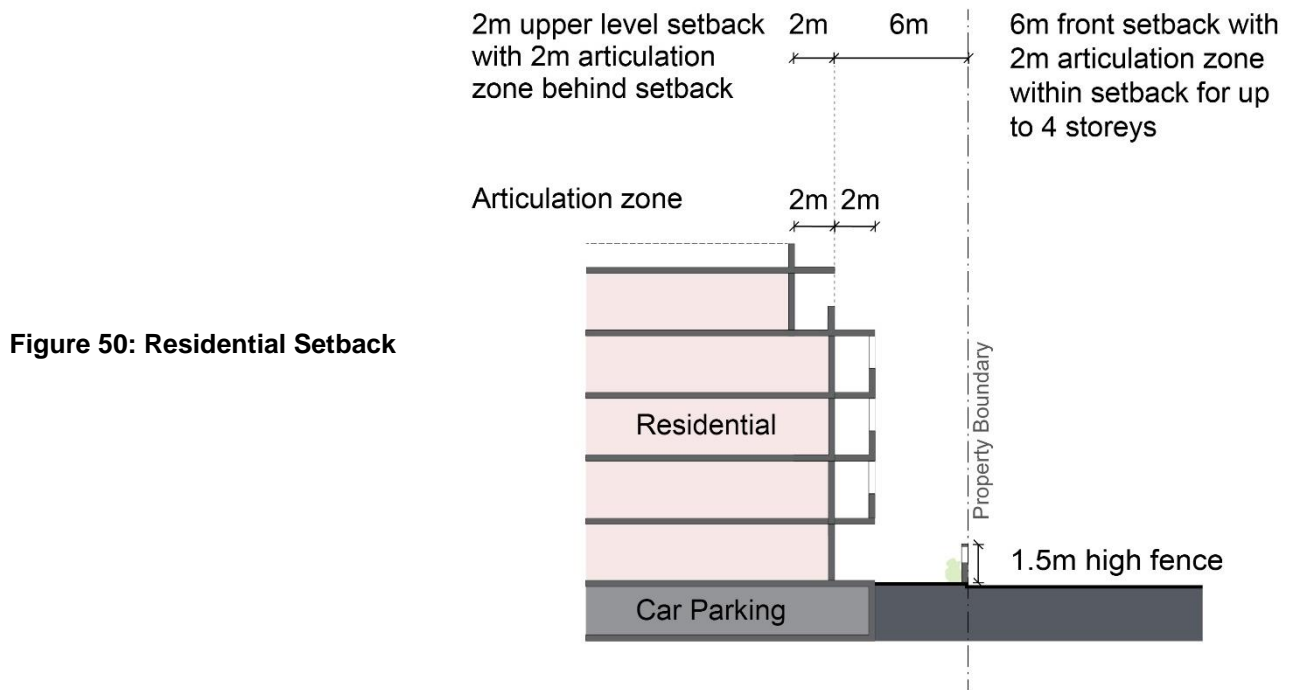 2m upper level setback
with 2m articulation
zone behind setback
2m
6m
6m front setback with
2m articulation zone
within setback for up
to 4 storeys
Articulation zone
2m
2m
Figure 50: Residential Setback
Residential
Property Boundary
1.5m high fence
Car Parking